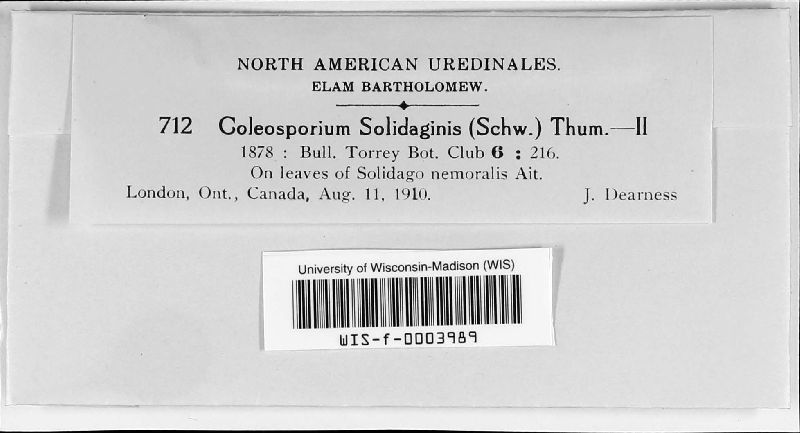 NORTH AMERICAN UREDINALES.
ELAM BARTHOLOMEW.
712 Coleosporium Solidaginis (Schw.) Thum.—II
1878 : Bull. Torrey Bot. Club 6 : 216.
On leaves of Solidago nemoralis Ait.
London, Ont., Canada, Aug. 11, 1910. J. Dearness
University of Wisconsin-Madison (WIS)
WIS-f-0003989